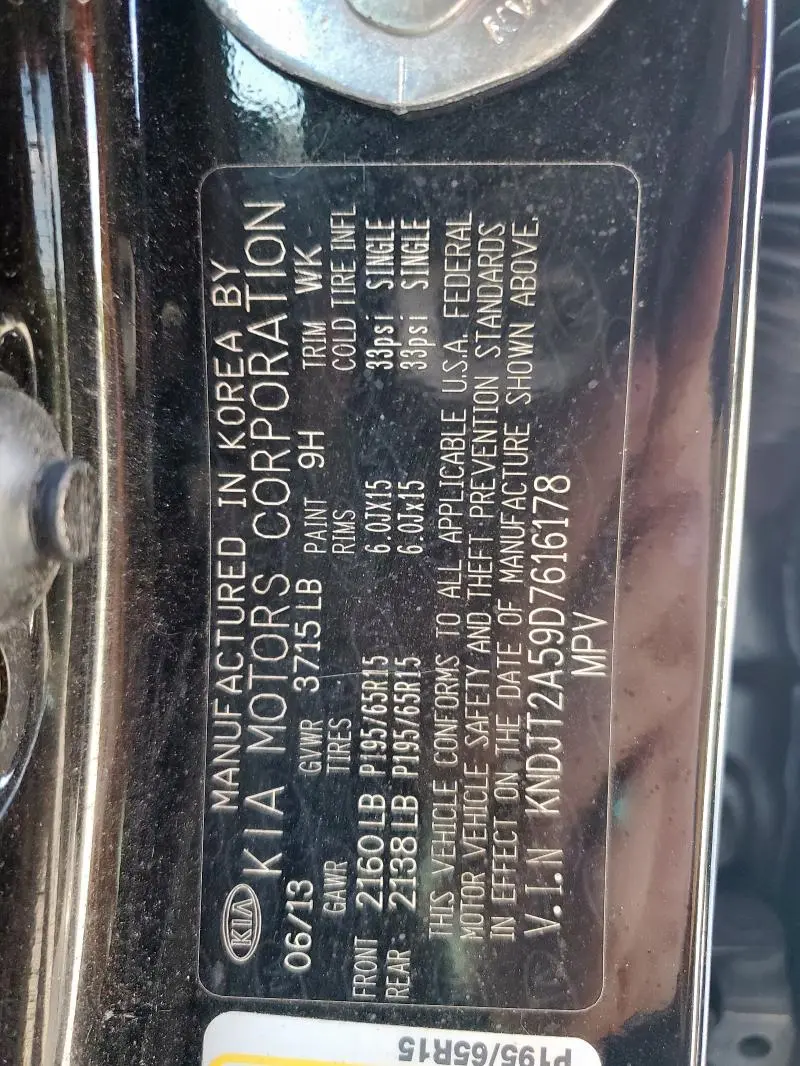 KIA
MANUFACTURED IN KOREA BY
KIA MOTORS CORPORATION
06/13 GVWR 3715 LB PAINT 9H TRIM WK
GAWR TIRES RIMS COLD TIRE INFL
FRONT 2160 LB P195/65R15 6.0JX15 33psi SINGLE
REAR 2138 LB P195/65R15 6.0Jx15 33psi SINGLE
THIS VEHICLE CONFORMS TO ALL APPLICABLE U.S.A. FEDERAL
MOTOR VEHICLE SAFETY AND THEFT PREVENTION STANDARDS
IN EFFECT ON THE DATE OF MANUFACTURE SHOWN ABOVE.
V.I.N KNDJT2A59D7616178
MPV
P195/65R15